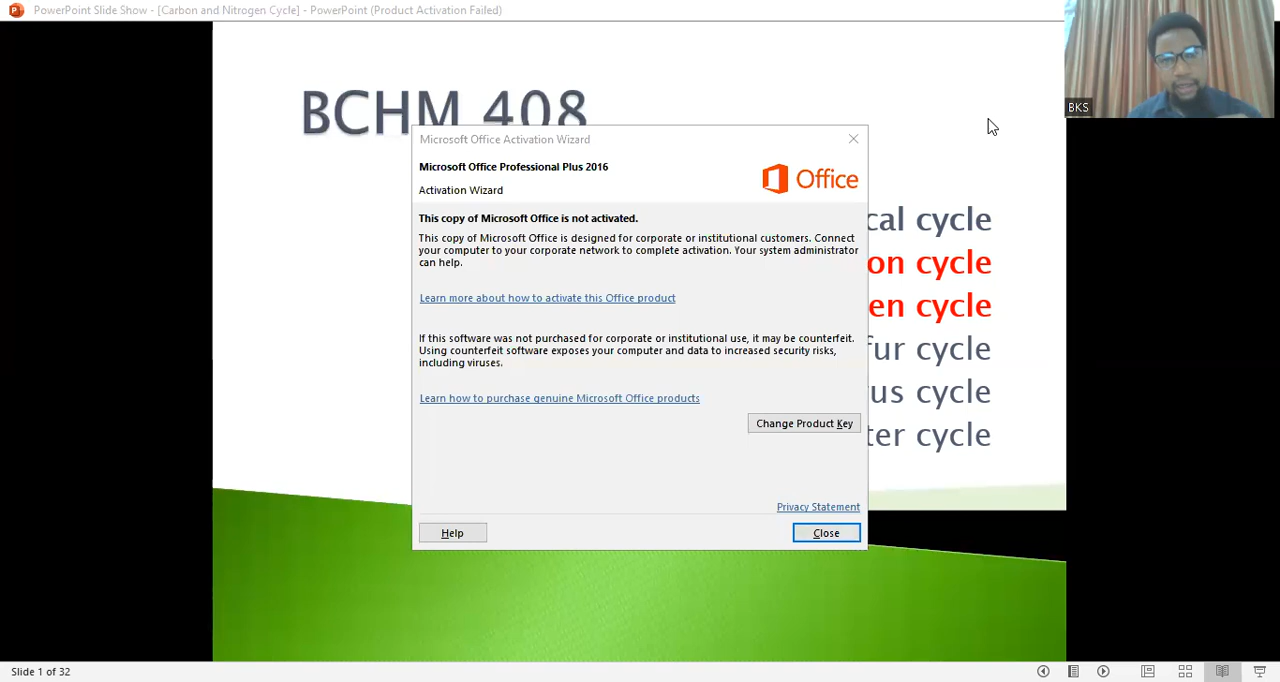 PowerPoint Slide Show - [Carbon and Nitrogen Cycle] - PowerPoint (Product Activation Failed)
BKS
BCHM 408
Microsoft Office Activation Wizard
Microsoft Office Professional Plus 2016
Office
Activation Wizard
This copy of Microsoft Office is not activated.
This copy of Microsoft Office is designed for corporate or institutional customers. Connect
your computer to your corporate network to complete activation. Your system administrator
can help.
Learn more about how to activate this Office product
If this software was not purchased for corporate or institutional use, it may be counterfeit.
Using counterfeit software exposes your computer and data to increased security risks,
including viruses.
Learn how to purchase genuine Microsoft Office products
Change Product Key
Privacy Statement
Help
Close
cycle
cycle
cycle
cycle
cycle
cycle
Slide 1 of 32